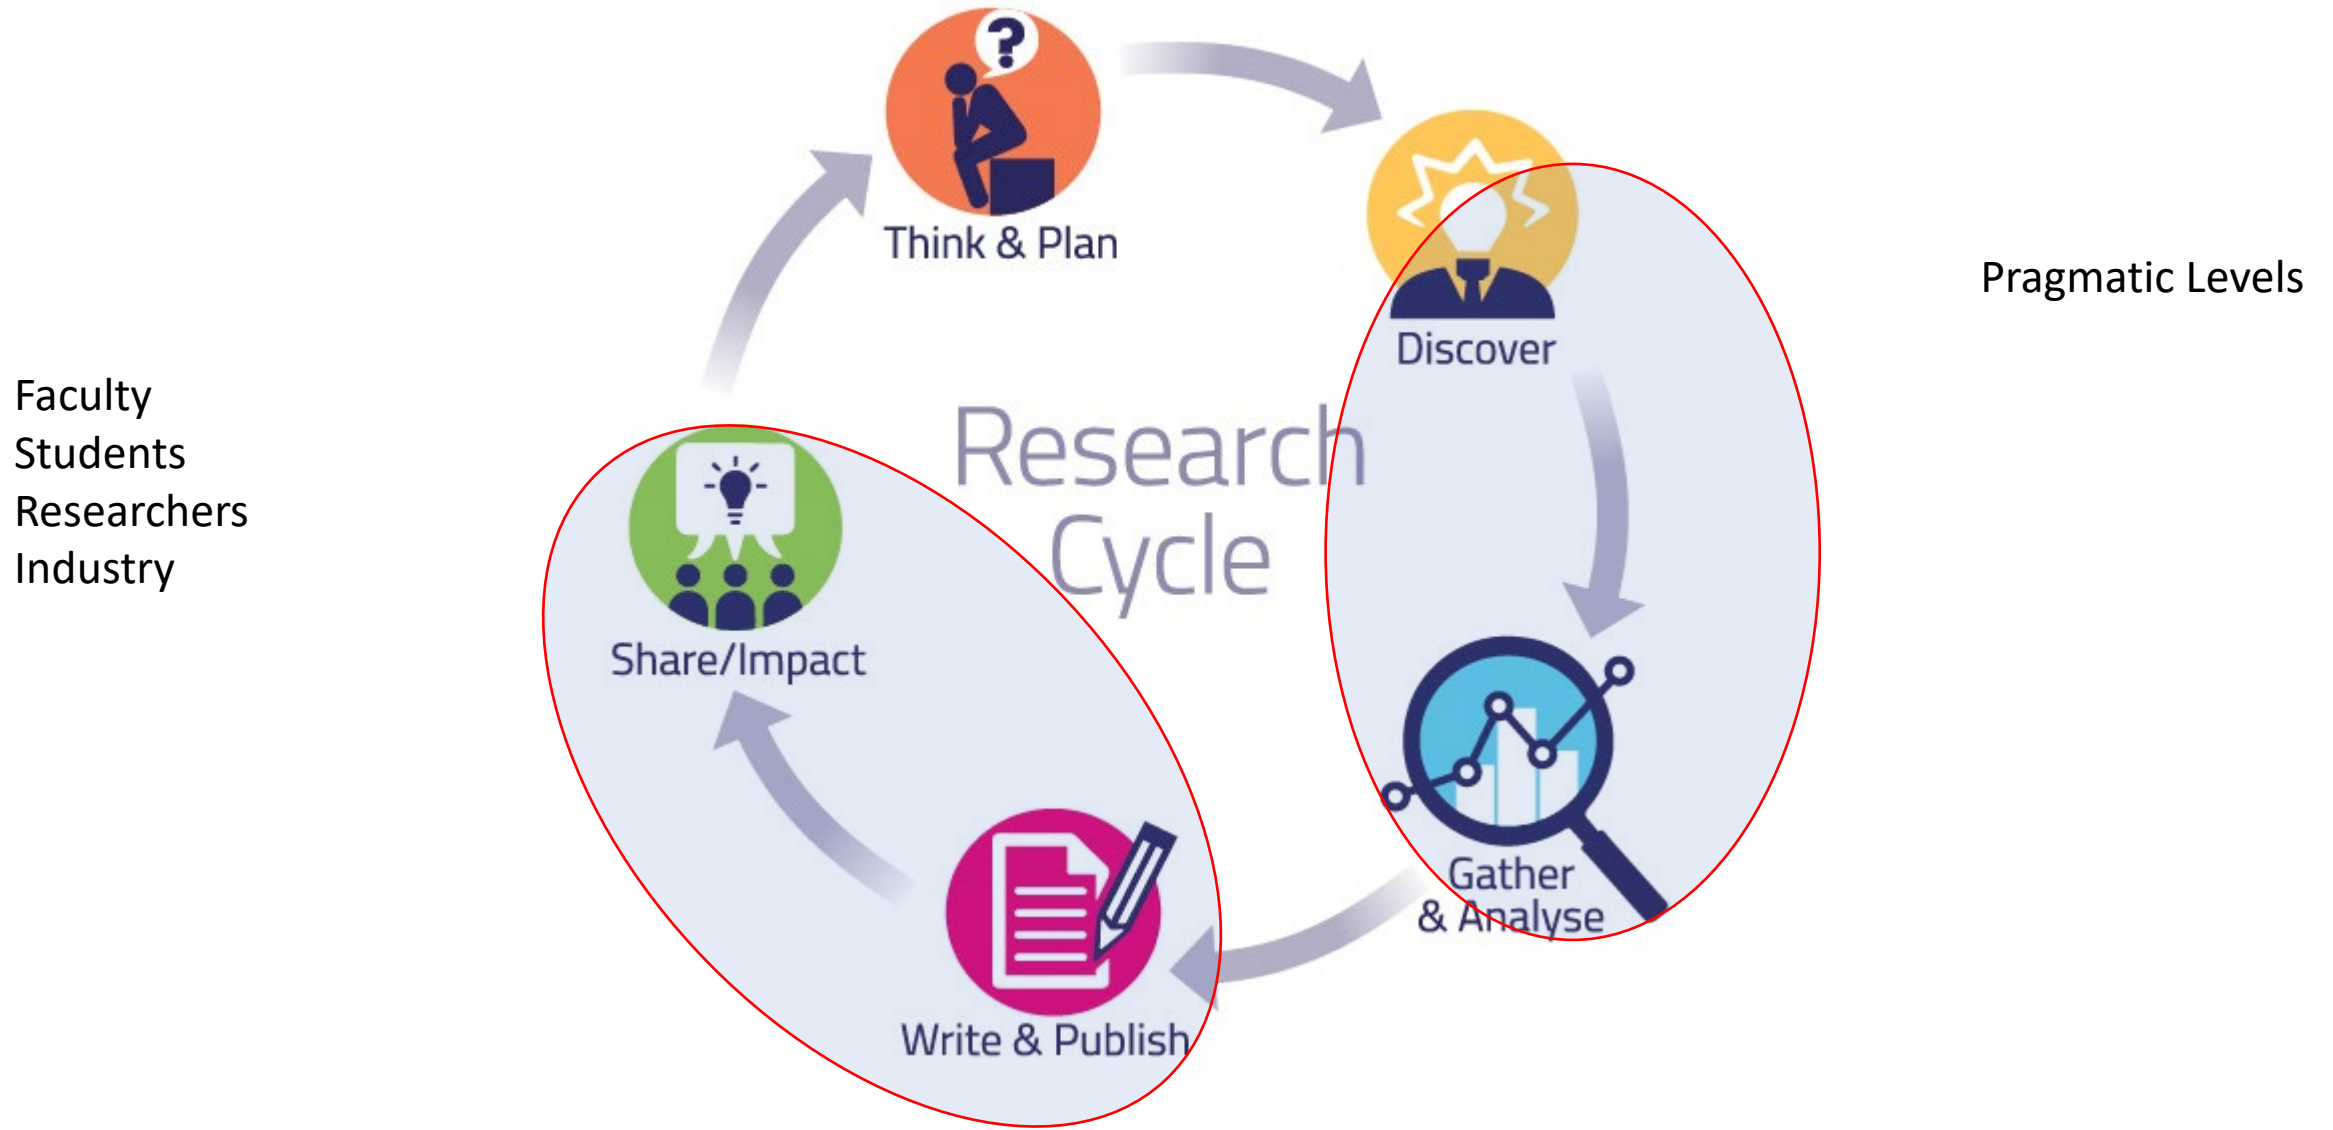 ?
Think & Plan
Discover
Pragmatic Levels
Faculty
Students
Researchers
Industry
Research
Cycle
Share/Impact
Gather
& Analyse
Write & Publish